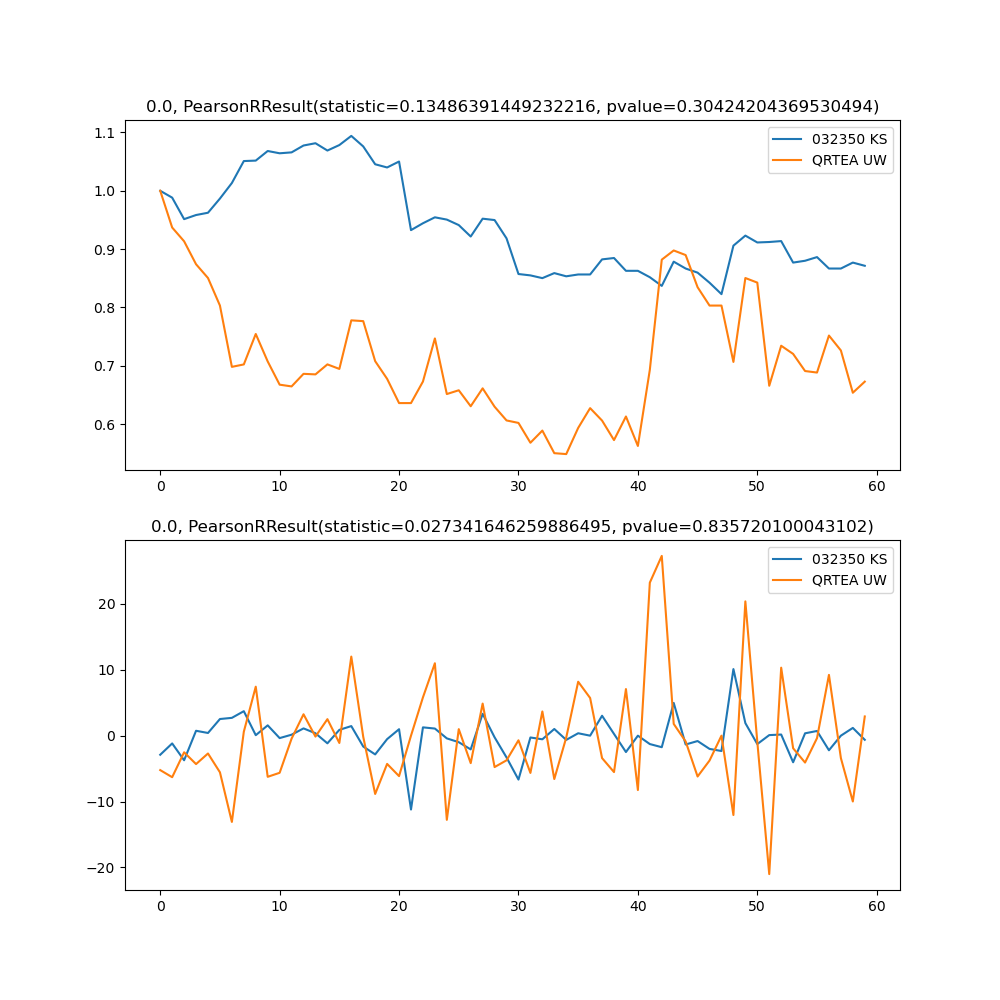 0.0, PearsonRResult(statistic=0.13486391449232216, pvalue=0.30424204369530494)
1.1
1.0
0.9
0.8
0.7
0.6
032350 KS
QRTEA UW
0 10 20 30 40 50 60
0.0, PearsonRResult(statistic=0.027341646259886495, pvalue=0.835720100043102)
20
10
0
−10
−20
032350 KS
QRTEA UW
0 10 20 30 40 50 60